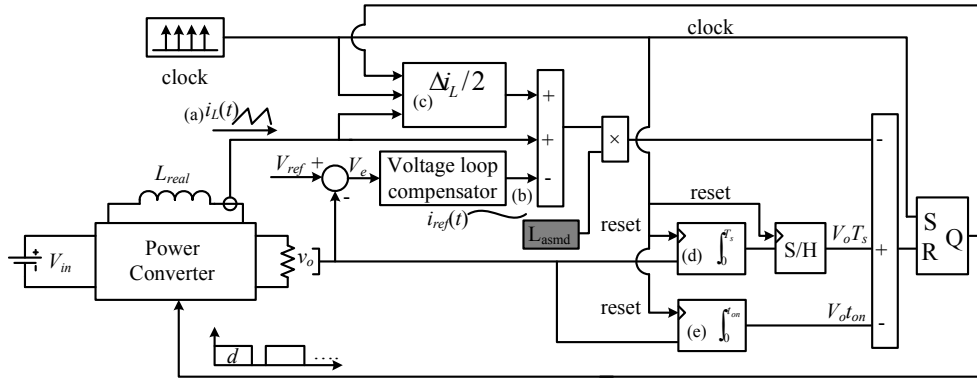 clock
clock
(a) i_L(t)
Δi_L/2
(c)
+
+
-
×
-
V_ref +
V_e
-
Voltage loop
compensator
(b)
i_ref(t)
L_asmd
L_real
reset
reset
(d) ∫_0^{T_s}
S/H
V_oT_s
+
S
R
Q
Power
Converter
V_in
+
-
v_o
reset
(e) ∫_0^{t_on}
V_ot_on
-
d
....